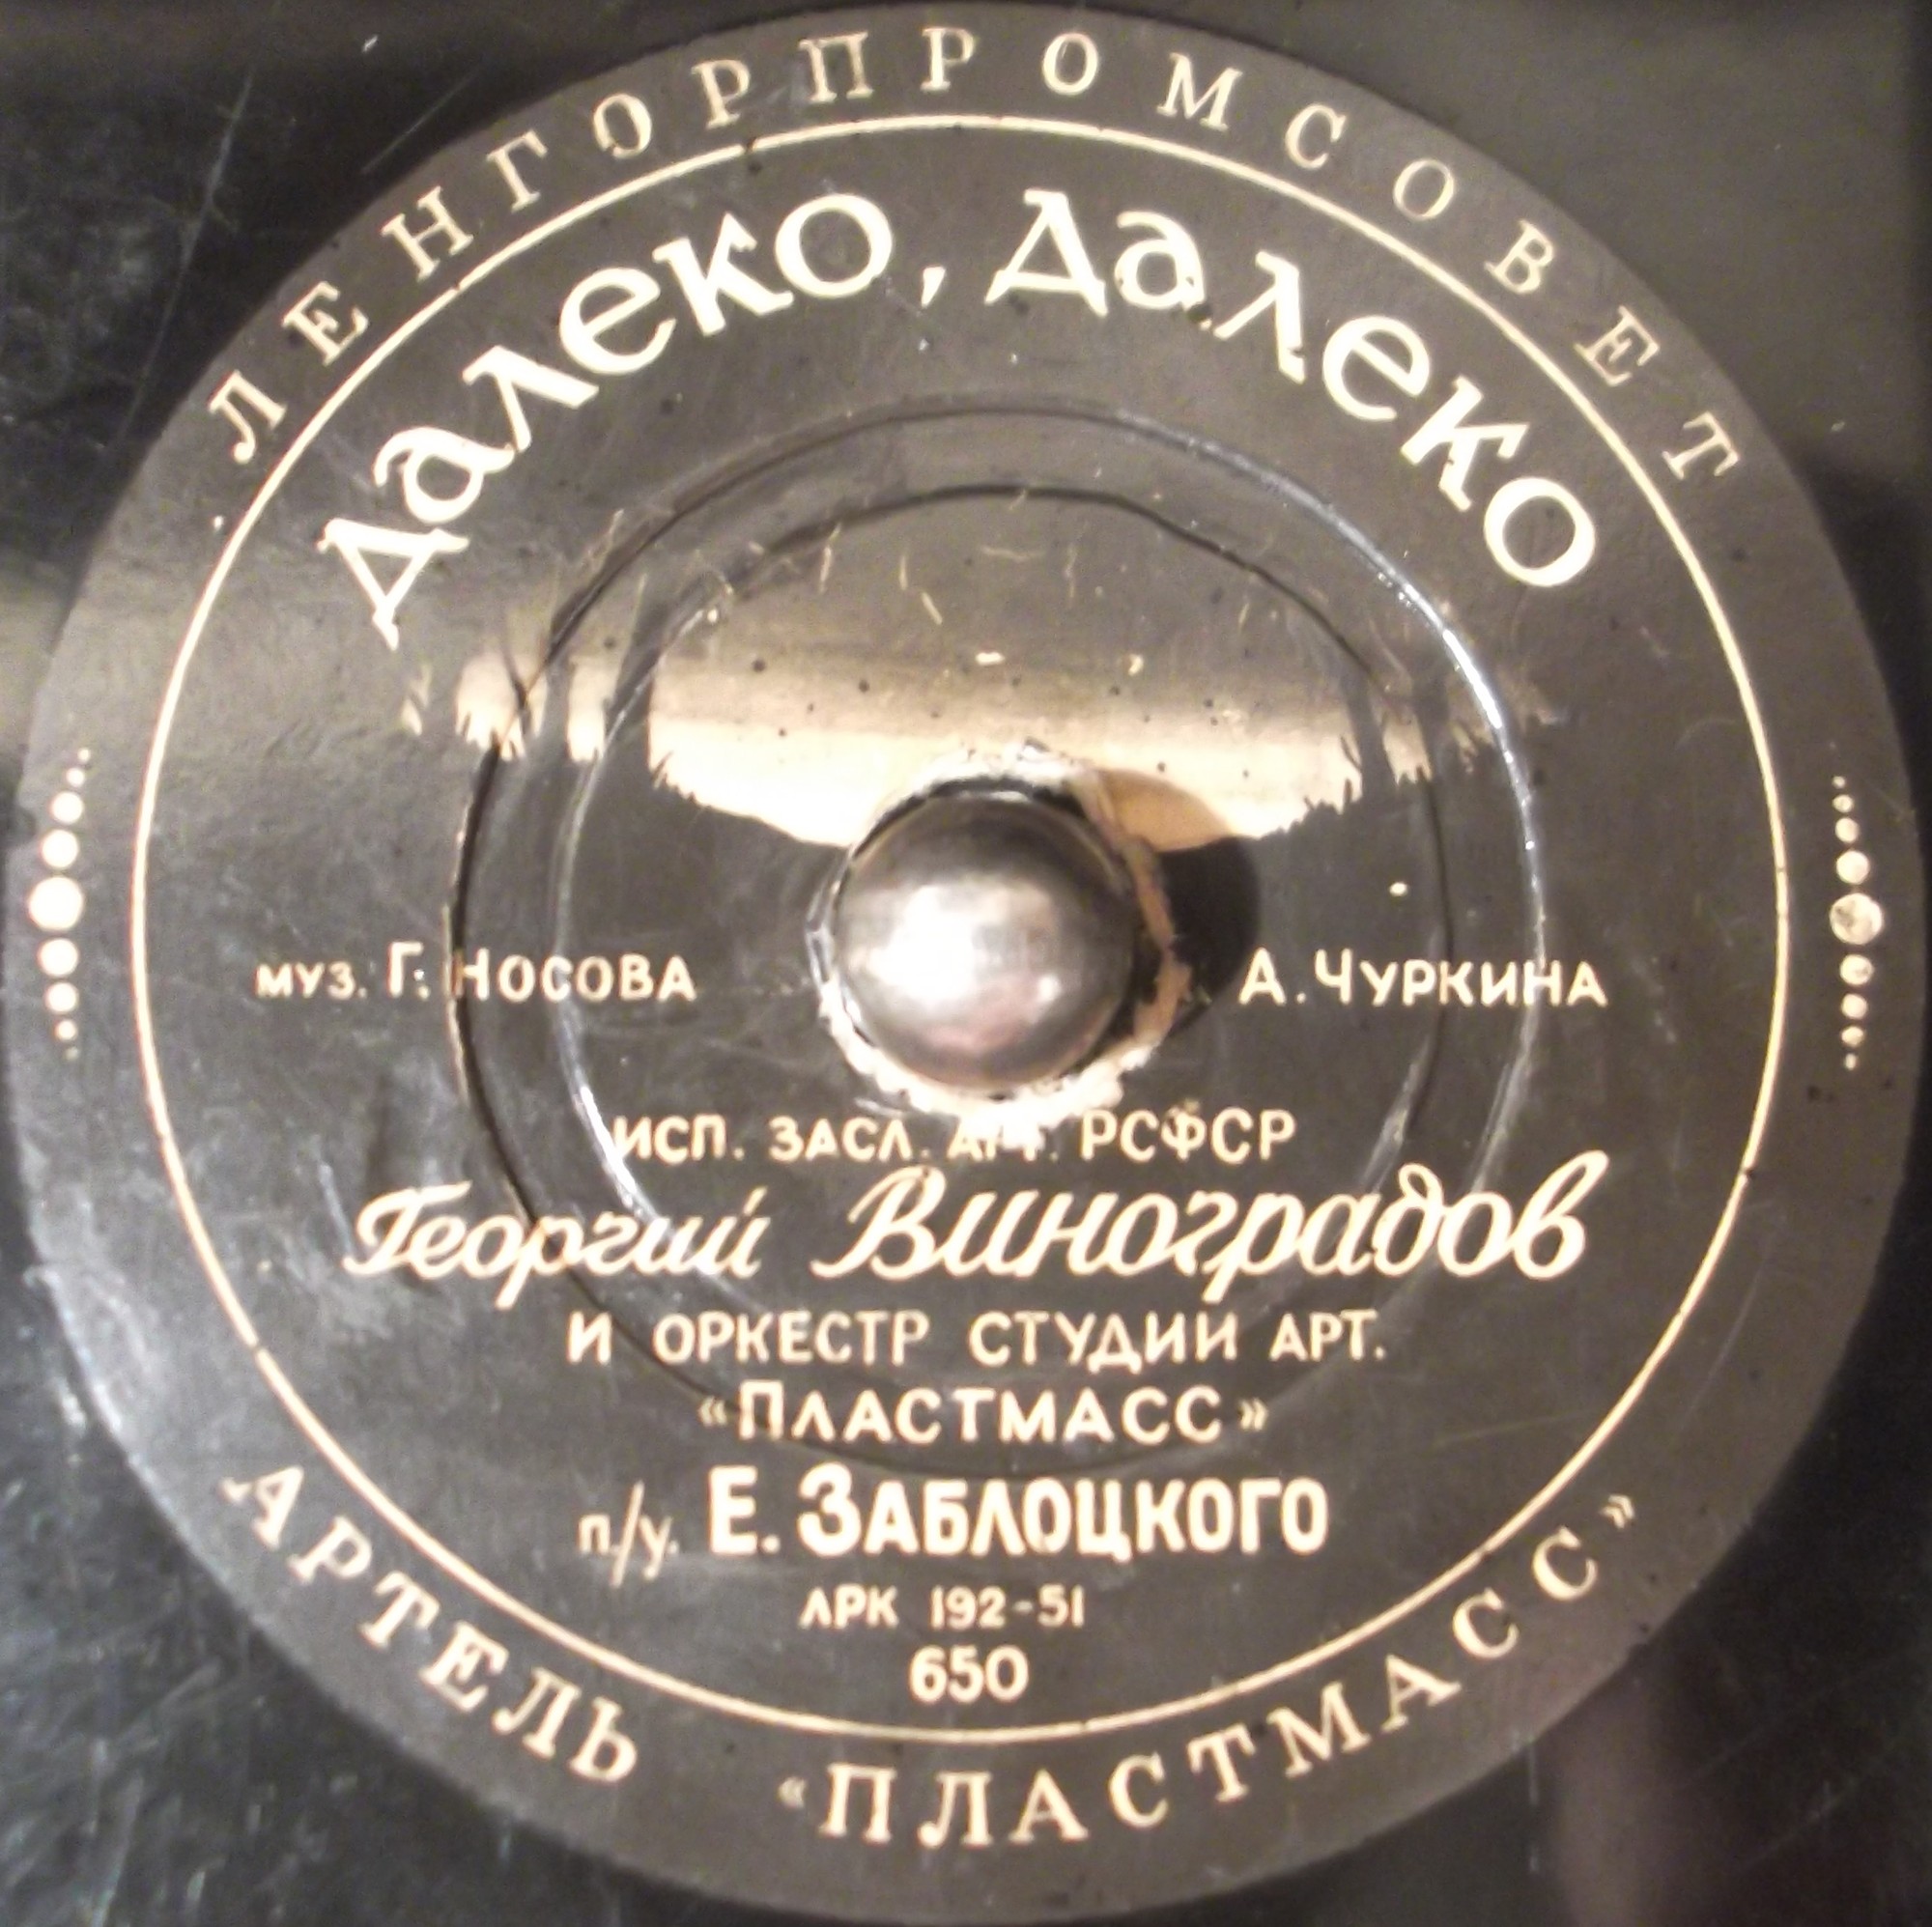 ЛЕНГОРПРОМСОВЕТ
Далеко, далеко
муз. Г. НОСОВА
А. ЧУРКИНА
ИСП. ЗАСЛ. АРТ. РСФСР
Георгий Виноградов
И ОРКЕСТР СТУДИИ АРТ.
«ПЛАСТМАСС»
п/у. Е. ЗАБЛОЦКОГО
ЛРК 192-51
650
АРТЕЛЬ «ПЛАСТМАСС»